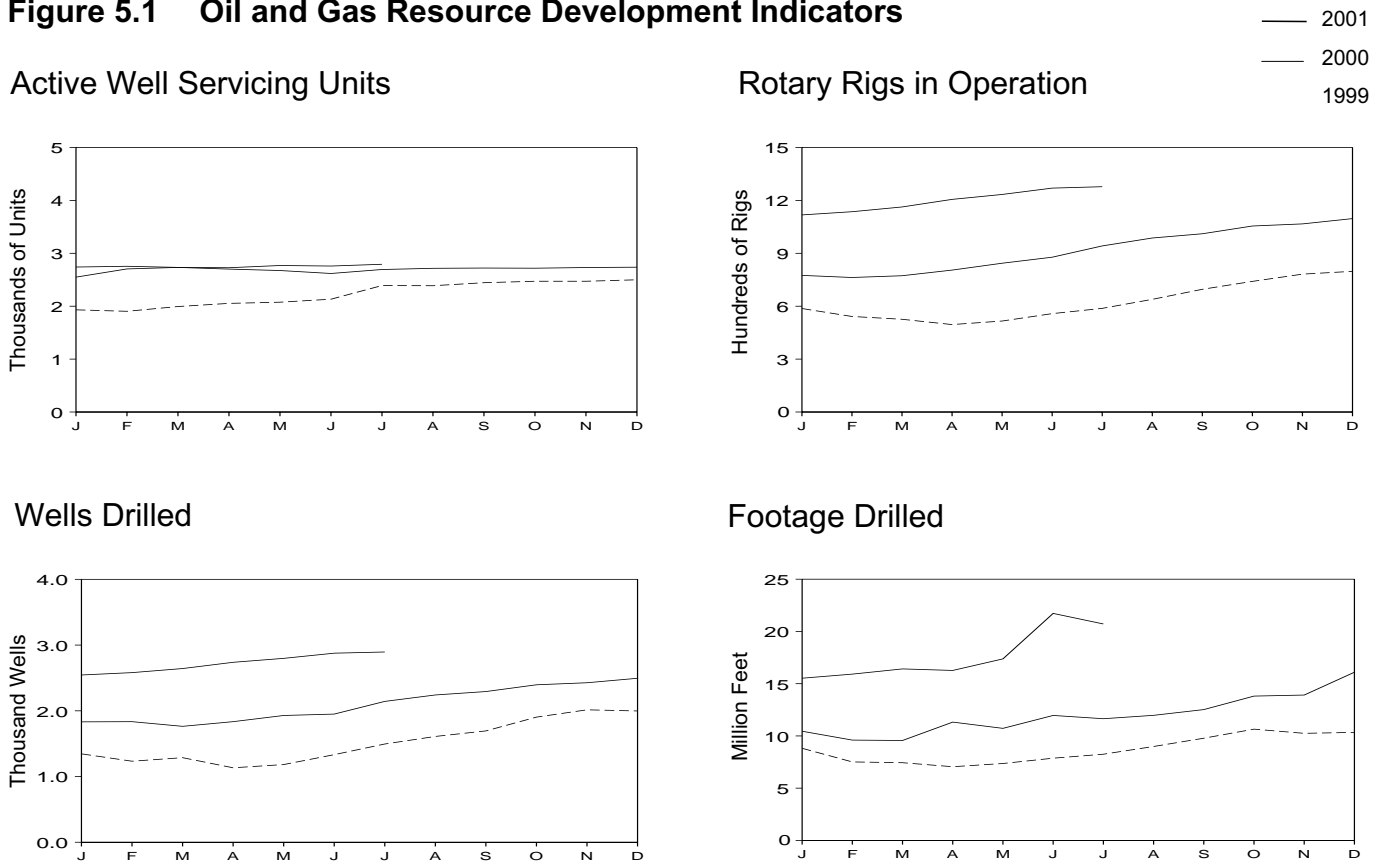 Figure 5.1 Oil and Gas Resource Development Indicators
2001
2000
1999
Active Well Servicing Units
Thousands of Units
5
4
3
2
1
0
J F M A M J J A S O N D
Rotary Rigs in Operation
Hundreds of Rigs
15
12
9
6
3
0
J F M A M J J A S O N D
Wells Drilled
Thousand Wells
4.0
3.0
2.0
1.0
0.0
J F M A M J J A S O N D
Footage Drilled
Million Feet
25
20
15
10
5
0
J F M A M J J A S O N D